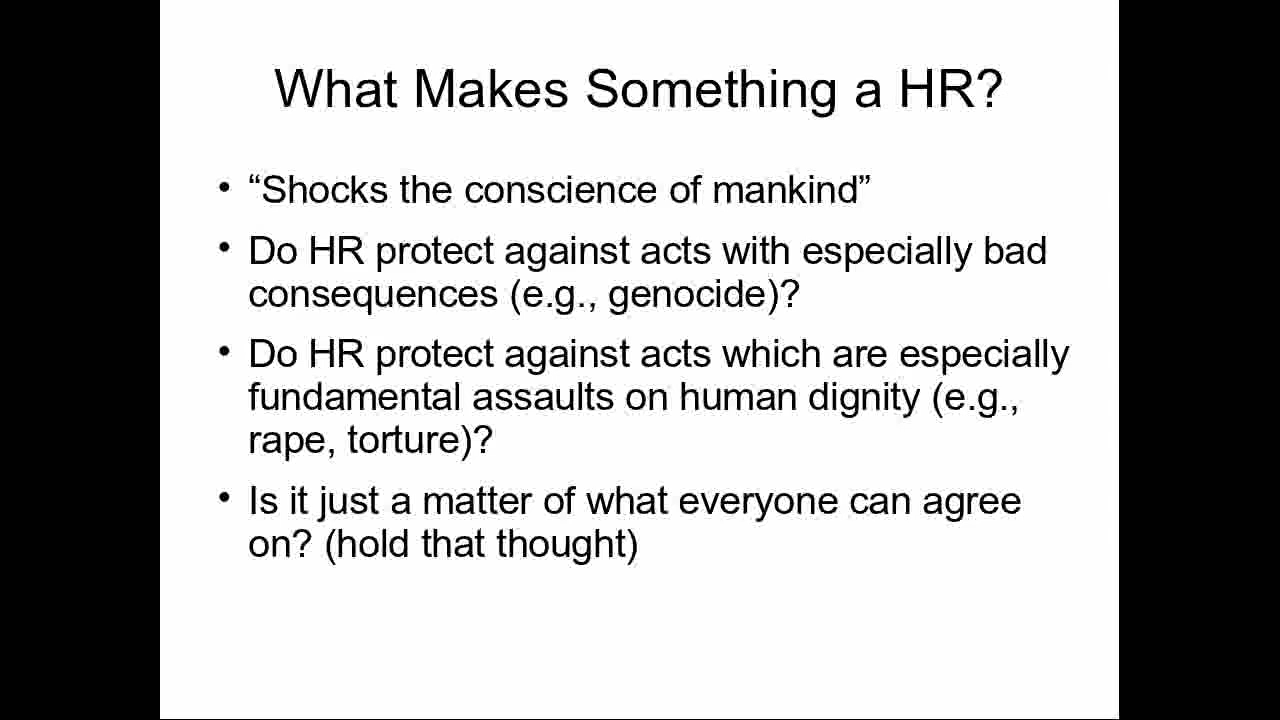 What Makes Something a HR?
• “Shocks the conscience of mankind”
• Do HR protect against acts with especially bad
consequences (e.g., genocide)?
• Do HR protect against acts which are especially
fundamental assaults on human dignity (e.g.,
rape, torture)?
• Is it just a matter of what everyone can agree
on? (hold that thought)